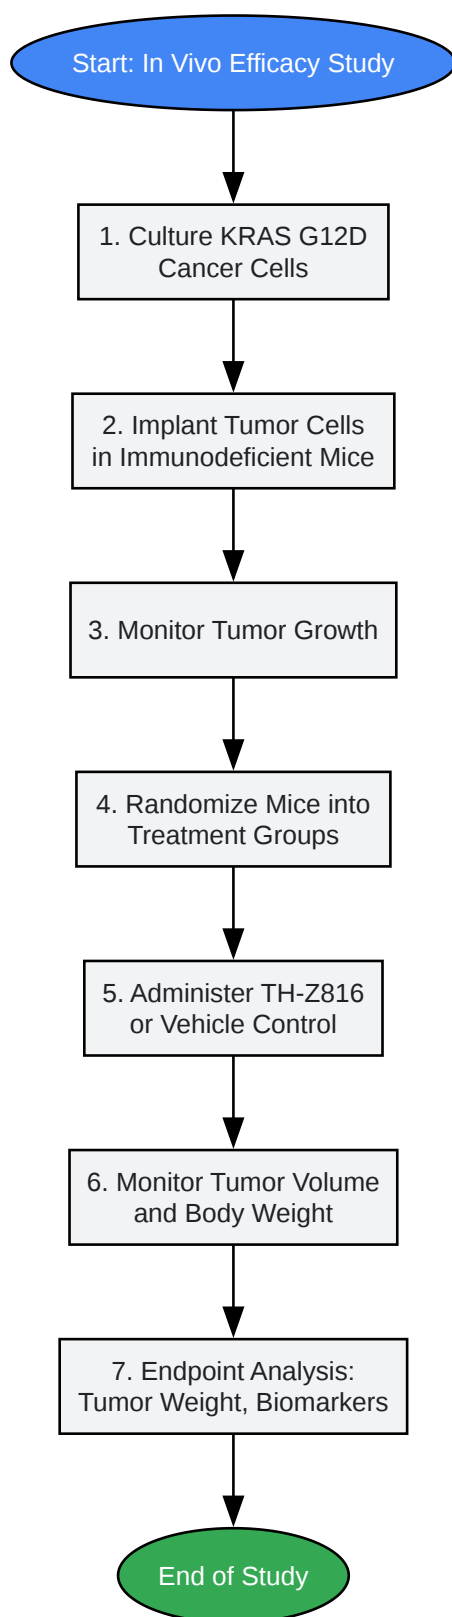 Start: In Vivo Efficacy Study
1. Culture KRAS G12D
Cancer Cells
2. Implant Tumor Cells
in Immunodeficient Mice
3. Monitor Tumor Growth
4. Randomize Mice into
Treatment Groups
5. Administer TH-Z816
or Vehicle Control
6. Monitor Tumor Volume
and Body Weight
7. Endpoint Analysis:
Tumor Weight, Biomarkers
End of Study